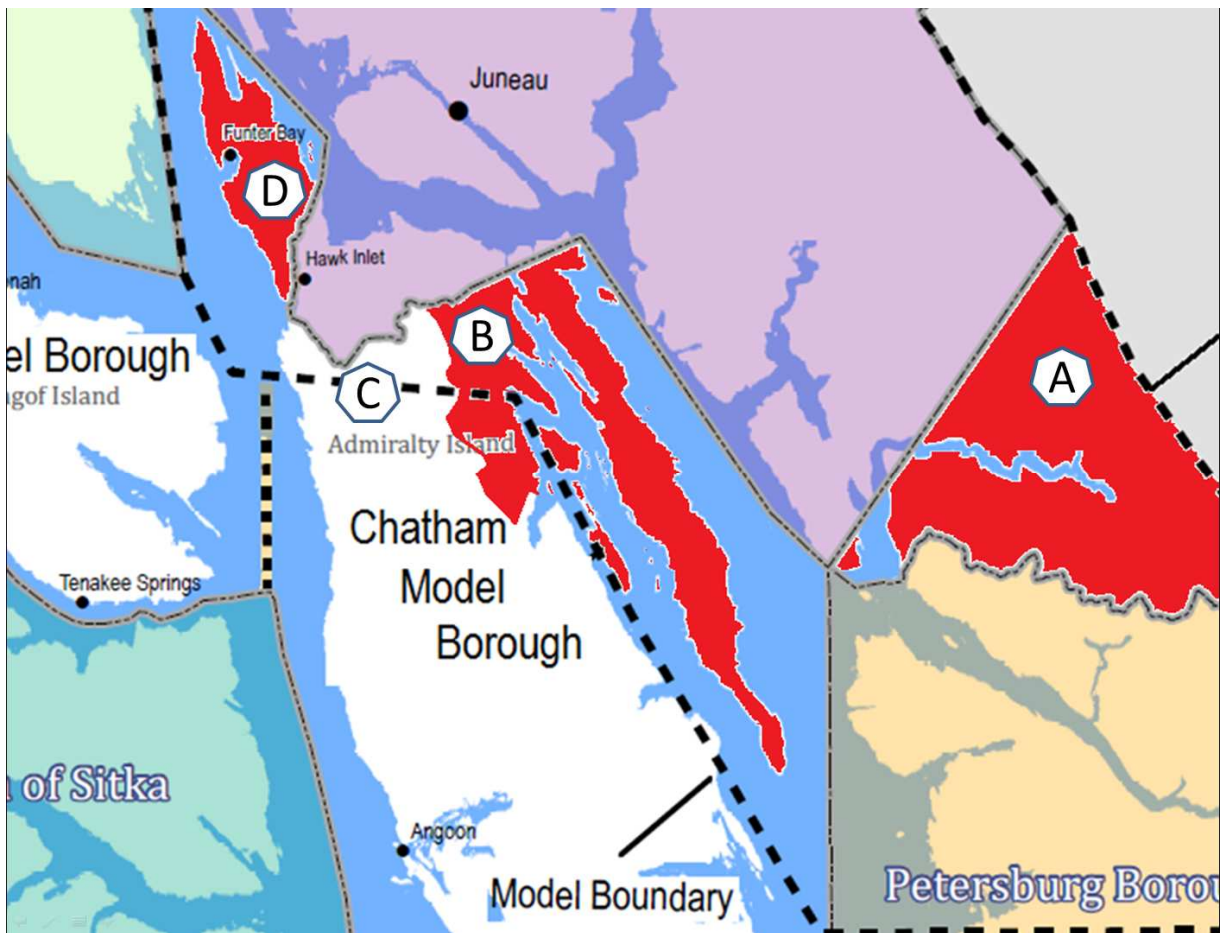 Juneau
Funter Bay
D
Hawk Inlet
nah
B
el Borough
A
C
gof Island
Admiralty Island
Chatham
Model
Borough
Tenakee Springs
of Sitka
Angoon
Model Boundary
Petersburg Borou